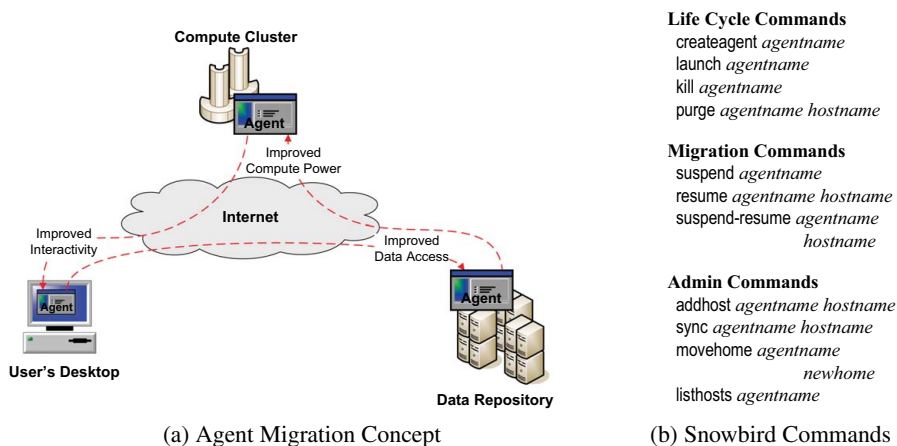 Compute Cluster
Agent
Improved
Compute Power
Internet
Improved
Interactivity
Improved
Data Access
Agent
Agent
User's Desktop
Data Repository
(a) Agent Migration Concept
Life Cycle Commands
createagent agentname
launch agentname
kill agentname
purge agentname hostname
Migration Commands
suspend agentname
resume agentname hostname
suspend-resume agentname
hostname
Admin Commands
addhost agentname hostname
sync agentname hostname
movehome agentname
newhome
listhosts agentname
(b) Snowbird Commands